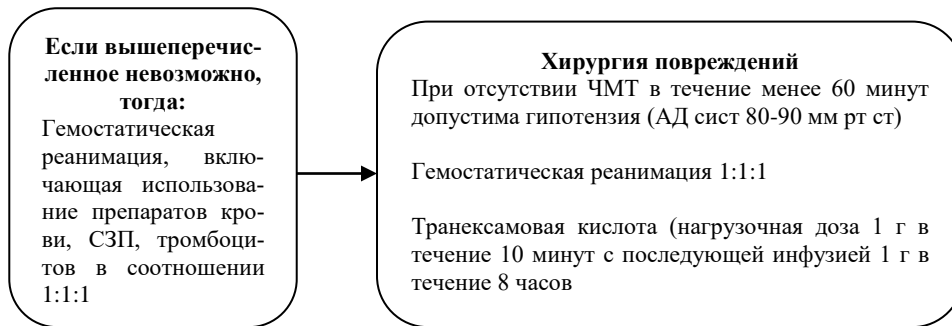 Если вышеперечис-
ленное невозможно,
тогда:
Гемостатическая
реанимация, вклю-
чающая использова-
ние препаратов кро-
ви, СЗП, тромбоци-
тов в соотношении
1:1:1
Хирургия повреждений
При отсутствии ЧМТ в течение менее 60 минут
допустима гипотензия (АД сист 80-90 мм рт ст)
Гемостатическая реанимация 1:1:1
Транексамовая кислота (нагрузочная доза 1 г в
течение 10 минут с последующей инфузией 1 г в
течение 8 часов